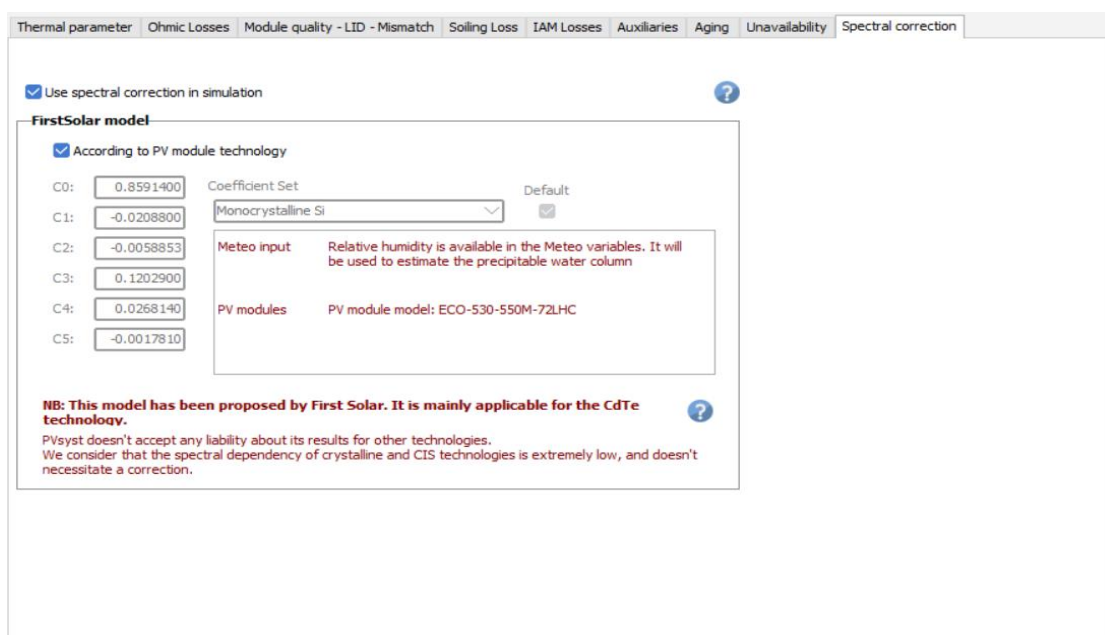 Thermal parameter Ohmic Losses Module quality - LID - Mismatch Soiling Loss IAM Losses Auxiliaries Aging Unavailability Spectral correction
Use spectral correction in simulation
?
FirstSolar model
According to PV module technology
C0: 0.8591400
Coefficient Set
Default
C1: -0.0208800
Monocrystalline Si
C2: -0.0058853
Meteo input Relative humidity is available in the Meteo variables. It will
be used to estimate the precipitable water column
C3: 0.1202900
C4: 0.0268140
PV modules PV module model: ECO-530-550M-72LHC
C5: -0.0017810
NB: This model has been proposed by First Solar. It is mainly applicable for the CdTe
technology.
?
PVsyst doesn't accept any liability about its results for other technologies.
We consider that the spectral dependency of crystalline and CIS technologies is extremely low, and doesn't
necessitate a correction.